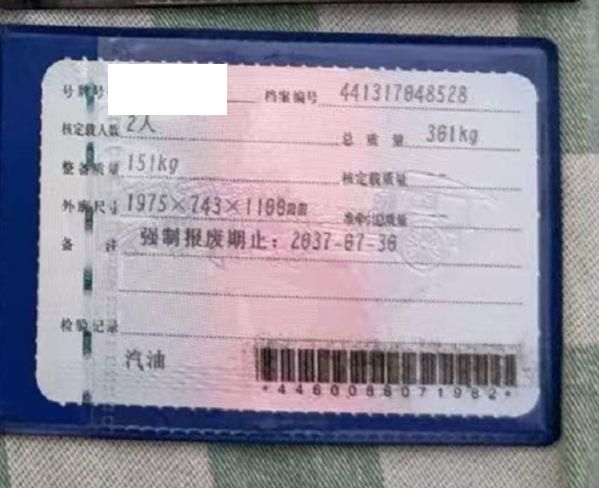 号牌号
档案编号 441317048528
核定载人数 2人
总质量 361kg
整备质量 151kg
核定载质量 --
外廓尺寸 1975×743×1100mm
准牵引总质量 --
备注 强制报废期止：2037-07-30
检验记录
汽油
*4460088071982*